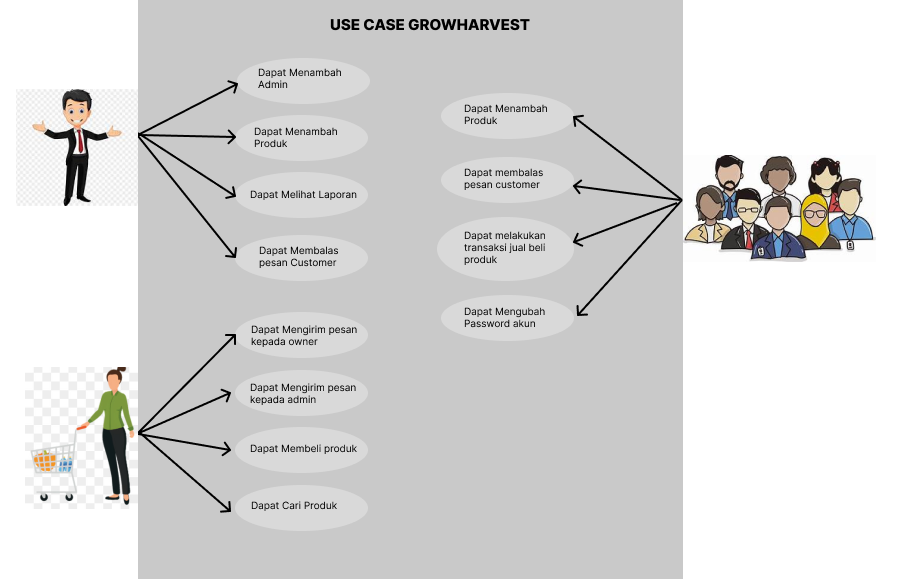 USE CASE GROWHARVEST
Dapat Menambah
Admin
Dapat Menambah
Produk
Dapat Melihat Laporan
Dapat Membalas
pesan Customer
Dapat Mengirim pesan
kepada owner
Dapat Mengirim pesan
kepada admin
Dapat Membeli produk
Dapat Cari Produk
Dapat Menambah
Produk
Dapat membalas
pesan customer
Dapat melakukan
transaksi jual beli
produk
Dapat Mengubah
Password akun